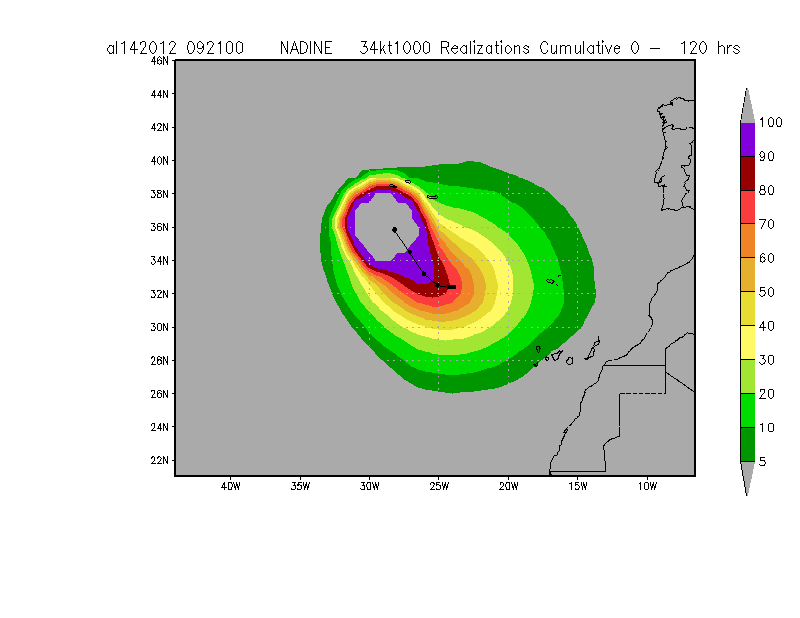 al142012 092100 NADINE 34kt1000 Realizations Cumulative 0 – 120 hrs
46N
44N
42N
40N
38N
36N
34N
32N
30N
28N
26N
24N
22N
40W 35W 30W 25W 20W 15W 10W
100
90
80
70
60
50
40
30
20
10
5